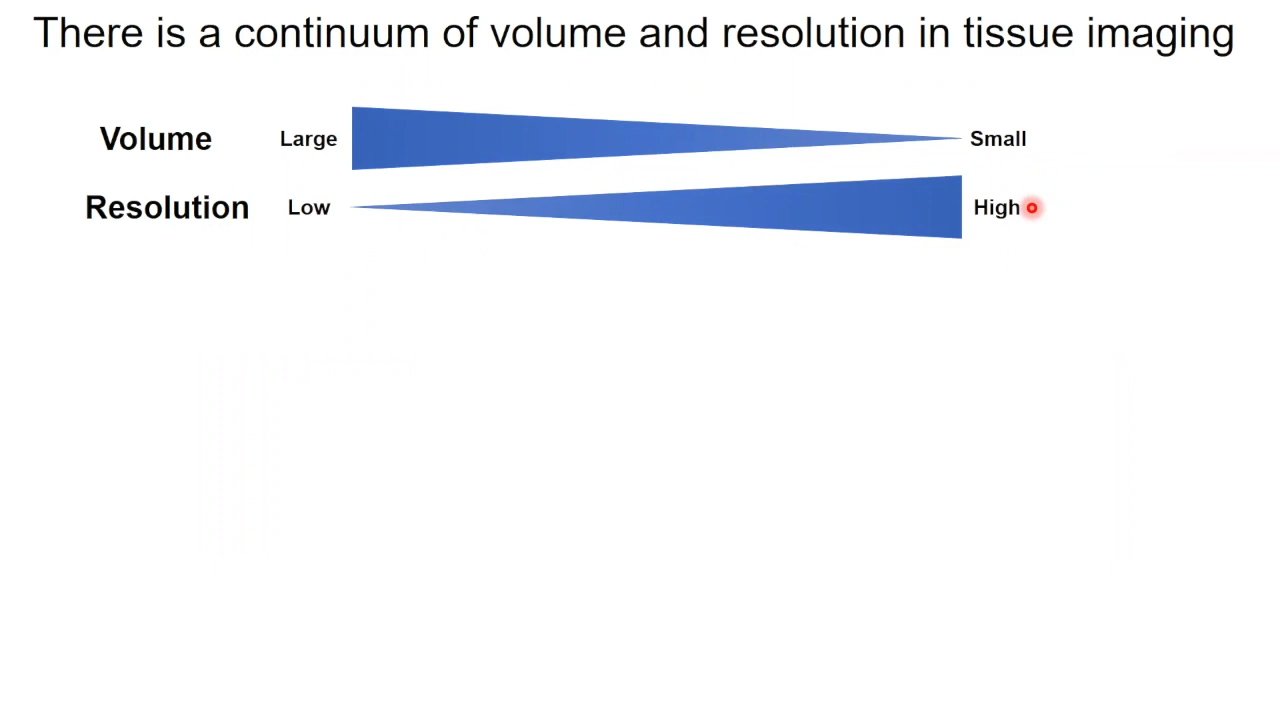 There is a continuum of volume and resolution in tissue imaging
Volume Large Small
Resolution Low High